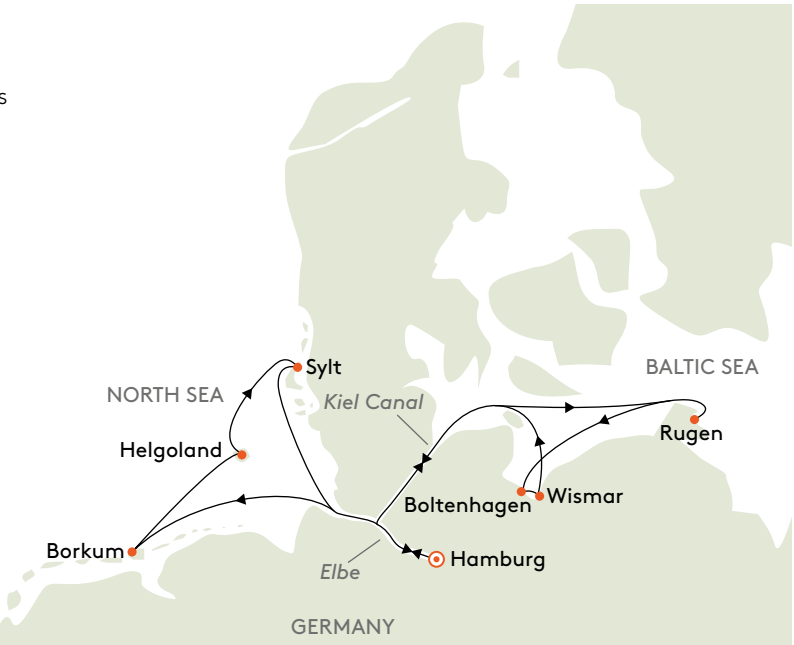 s
Sylt
BALTIC SEA
NORTH SEA
Kiel Canal
Rugen
Helgoland
Boltenhagen
Wismar
Borkum
Hamburg
Elbe
GERMANY